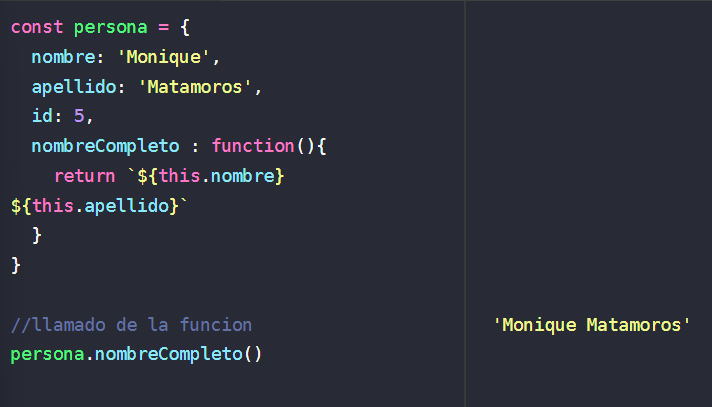 const persona = {
  nombre: 'Monique',
  apellido: 'Matamoros',
  id: 5,
  nombreCompleto : function(){
    return `${this.nombre}
${this.apellido}`
  }
}
//llamado de la funcion
'Monique Matamoros'
persona.nombreCompleto()